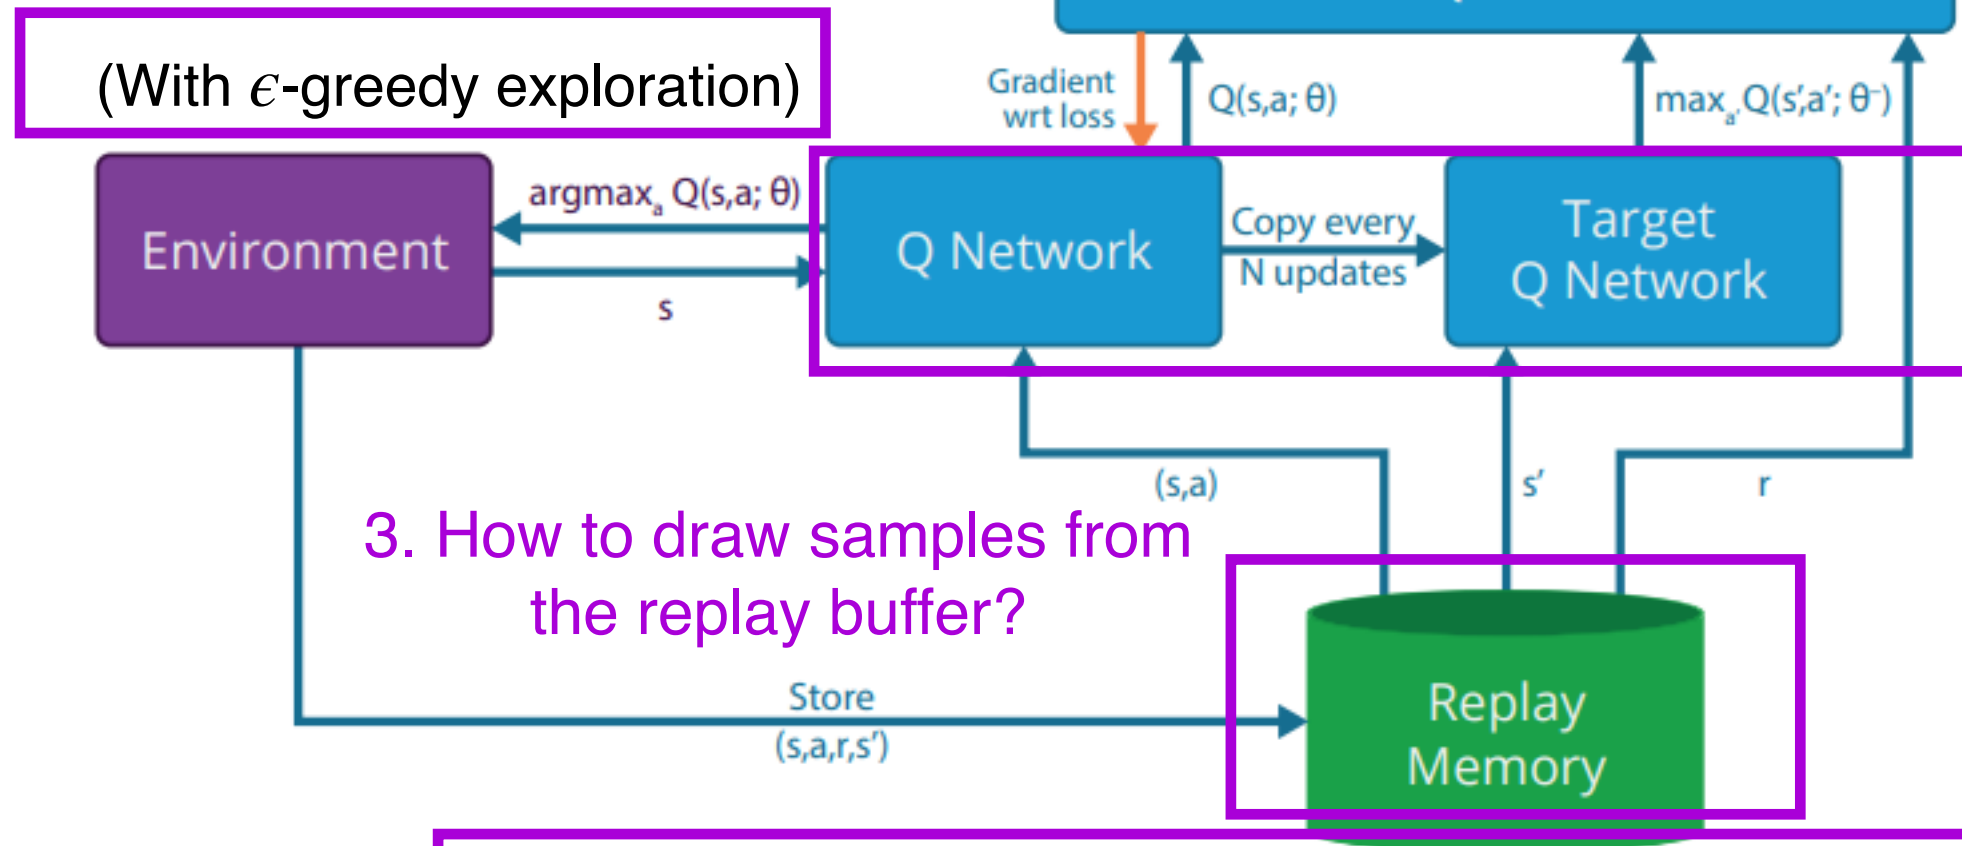 (With ϵ-greedy exploration)
Gradient
wrt loss
Q(s,a; θ)
maxₐ' Q(s',a'; θ⁻)
Environment
argmaxₐ Q(s,a; θ)
s
Q Network
Copy every
N updates
Target
Q Network
(s,a)
s'
r
3. How to draw samples from
the replay buffer?
Store
(s,a,r,s')
Replay
Memory